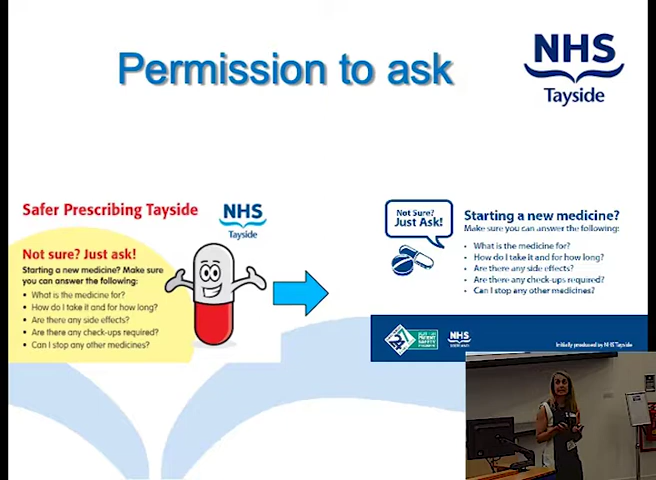 Permission to ask
NHS
Tayside
Safer Prescribing Tayside
NHS
Tayside
Not sure? Just ask!
Starting a new medicine? Make sure
you can answer the following:
• What is the medicine for?
• How do I take it and for how long?
• Are there any side effects?
• Are there any check-ups required?
• Can I stop any other medicines?
Not Sure?
Just Ask!
Starting a new medicine?
Make sure you can answer the following:
• What is the medicine for?
• How do I take it and for how long?
• Are there any side effects?
• Are there any check-ups required?
• Can I stop any other medicines?
PATIENT
SAFETY
NHS
Initially produced by NHS Tayside